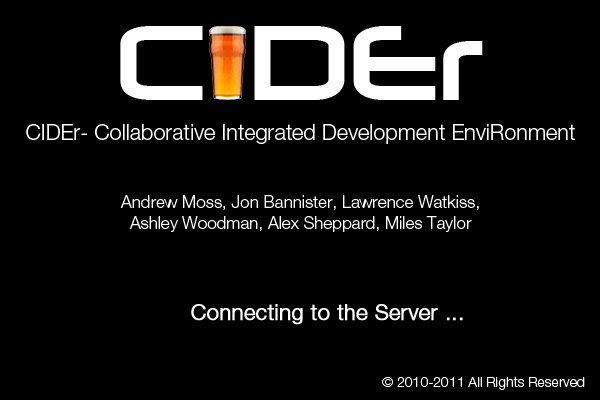 CIDEr
CIDEr- Collaborative Integrated Development EnviRonment
Andrew Moss, Jon Bannister, Lawrence Watkiss,
Ashley Woodman, Alex Sheppard, Miles Taylor
Connecting to the Server ...
© 2010-2011 All Rights Reserved